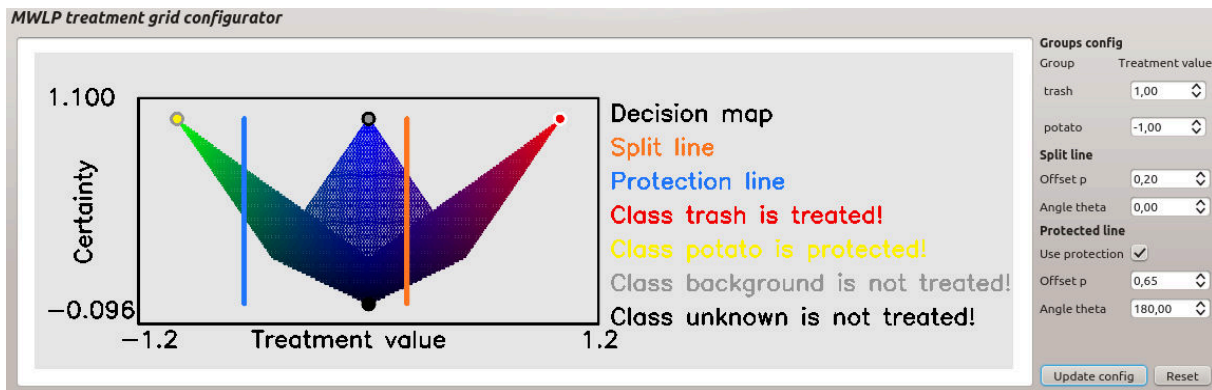 MWLP treatment grid configurator
1.100
Certainty
-0.096
-1.2
Treatment value
1.2
Decision map
Split line
Protection line
Class trash is treated!
Class potato is protected!
Class background is not treated!
Class unknown is not treated!
Groups config
Group Treatment value
trash 1,00
potato -1,00
Split line
Offset p 0,20
Angle theta 0,00
Protected line
Use protection
Offset p 0,65
Angle theta 180,00
Update config Reset